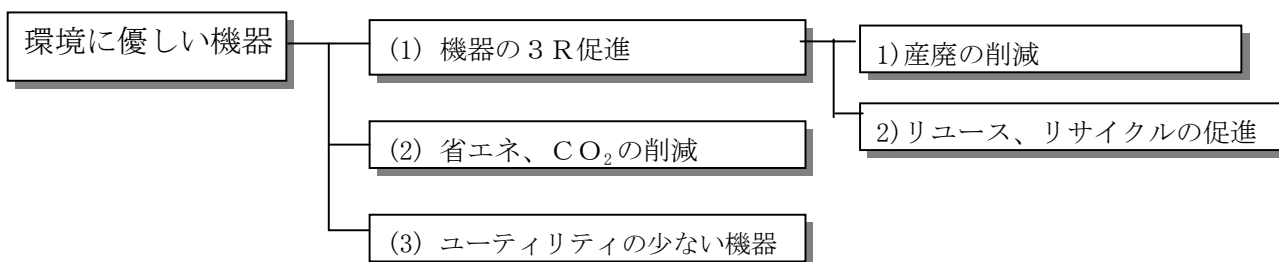 環境に優しい機器
(1) 機器の３Ｒ促進
1)産廃の削減
2)リユース、リサイクルの促進
(2) 省エネ、ＣＯ₂の削減
(3) ユーティリティの少ない機器